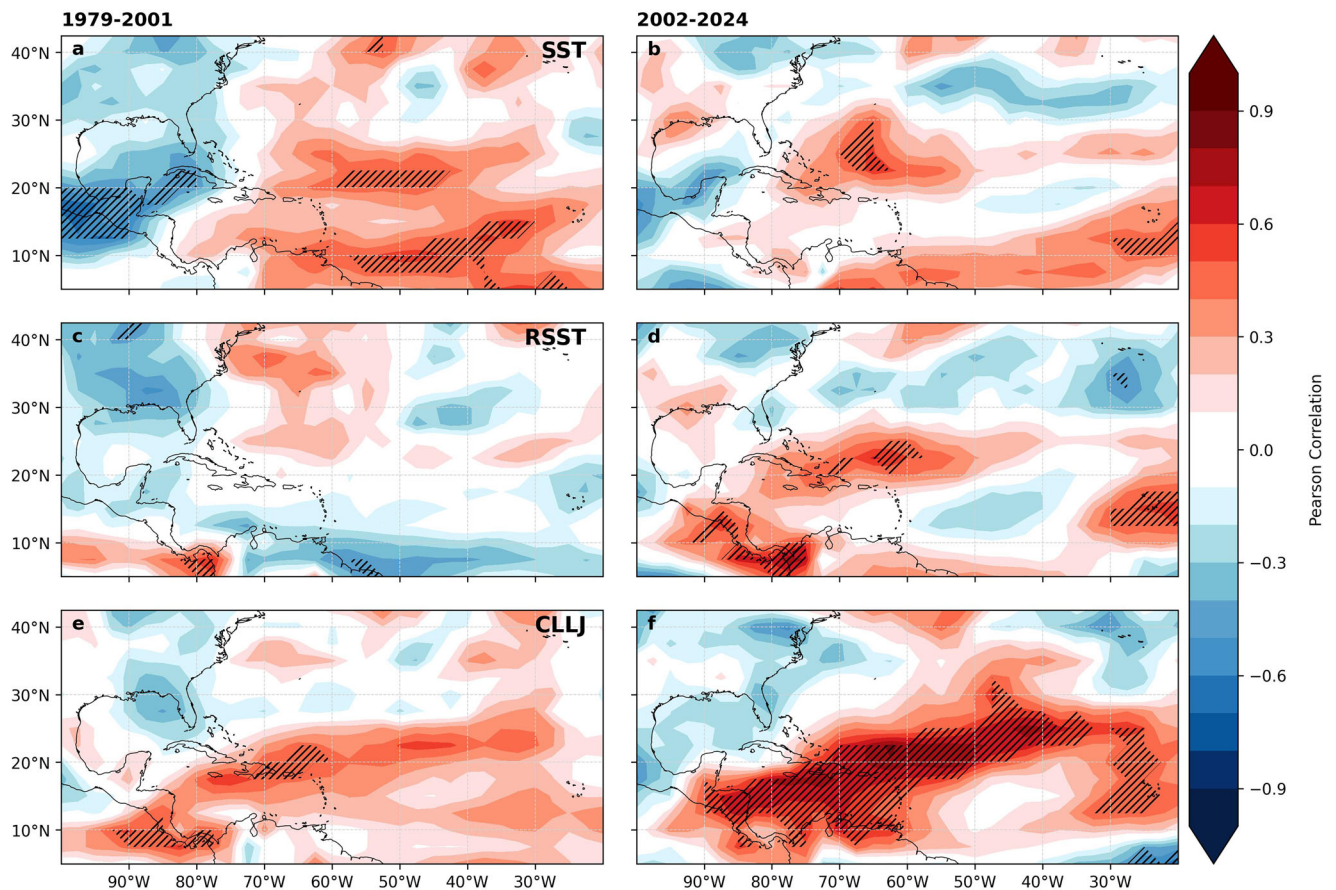 1979-2001
2002-2024
a
SST
b
40°N
30°N
20°N
10°N
c
RSST
d
40°N
30°N
20°N
10°N
e
CLLJ
f
40°N
30°N
20°N
10°N
90°W 80°W 70°W 60°W 50°W 40°W 30°W
90°W 80°W 70°W 60°W 50°W 40°W 30°W
0.9
0.6
0.3
0.0
−0.3
−0.6
−0.9
Pearson Correlation